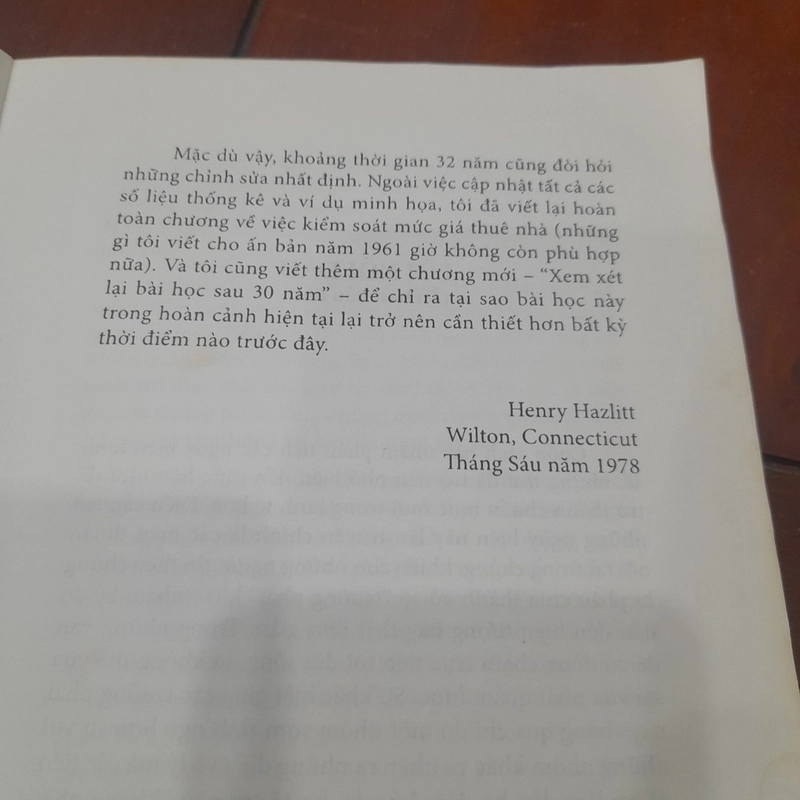 Mặc dù vậy, khoảng thời gian 32 năm cũng đòi hỏi
những chỉnh sửa nhất định. Ngoài việc cập nhật tất cả các
số liệu thống kê và ví dụ minh họa, tôi đã viết lại hoàn
toàn chương về việc kiểm soát mức giá thuê nhà (những
gì tôi viết cho ấn bản năm 1961 giờ không còn phù hợp
nữa). Và tôi cũng viết thêm một chương mới – “Xem xét
lại bài học sau 30 năm” – để chỉ ra tại sao bài học này
trong hoàn cảnh hiện tại lại trở nên cần thiết hơn bất kỳ
thời điểm nào trước đây.
Henry Hazlitt
Wilton, Connecticut
Tháng Sáu năm 1978